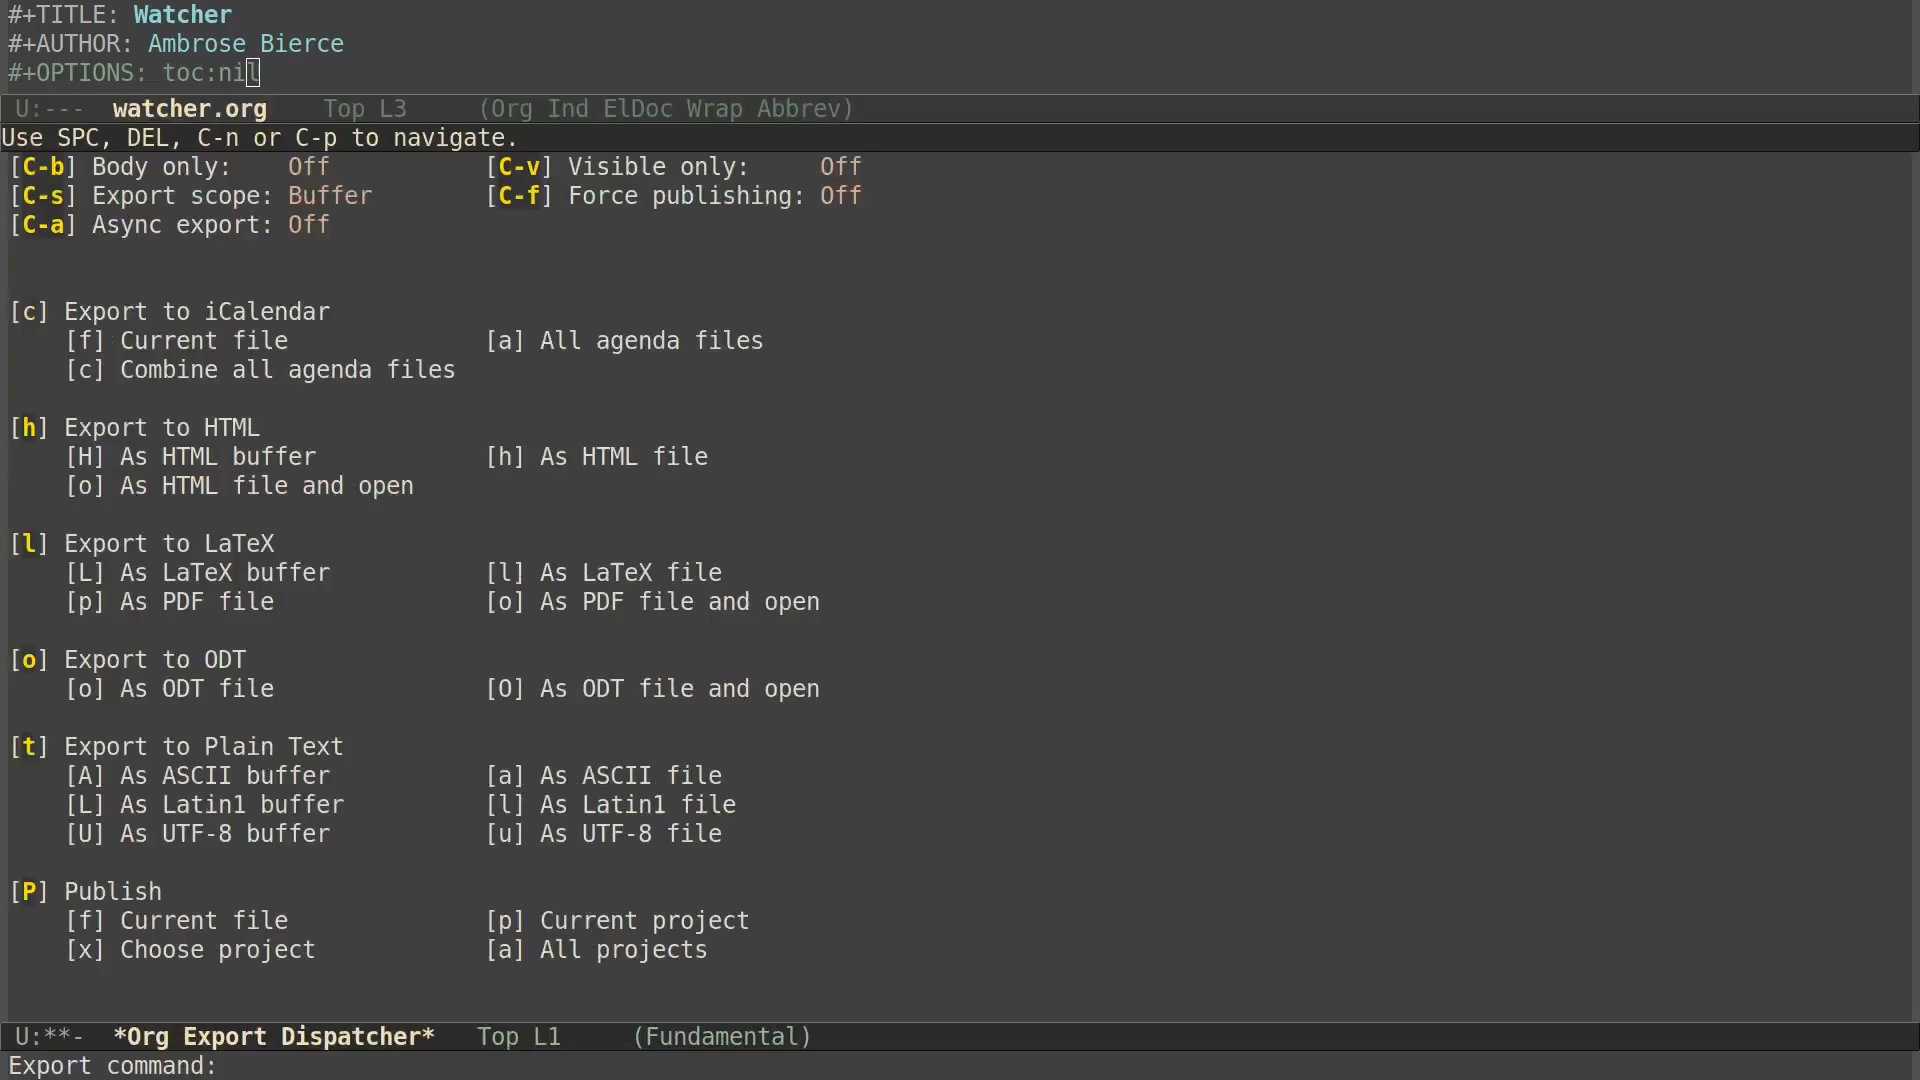 #+TITLE: Watcher
#+AUTHOR: Ambrose Bierce
#+OPTIONS: toc:nil
U:--- watcher.org Top L3 (Org Ind ElDoc Wrap Abbrev)
Use SPC, DEL, C-n or C-p to navigate.
[C-b] Body only: Off [C-v] Visible only: Off
[C-s] Export scope: Buffer [C-f] Force publishing: Off
[C-a] Async export: Off
[c] Export to iCalendar
[f] Current file [a] All agenda files
[c] Combine all agenda files
[h] Export to HTML
[H] As HTML buffer [h] As HTML file
[o] As HTML file and open
[l] Export to LaTeX
[L] As LaTeX buffer [l] As LaTeX file
[p] As PDF file [o] As PDF file and open
[o] Export to ODT
[o] As ODT file [O] As ODT file and open
[t] Export to Plain Text
[A] As ASCII buffer [a] As ASCII file
[L] As Latin1 buffer [l] As Latin1 file
[U] As UTF-8 buffer [u] As UTF-8 file
[P] Publish
[f] Current file [p] Current project
[x] Choose project [a] All projects
U:**- *Org Export Dispatcher* Top L1 (Fundamental)
Export command: